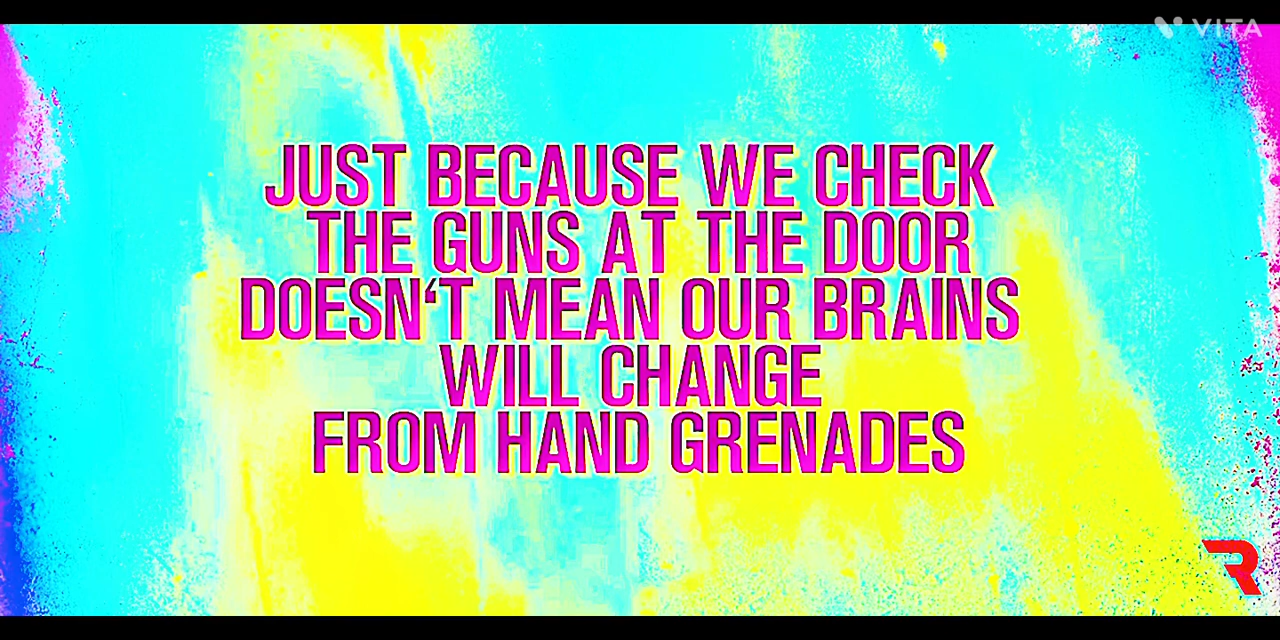 VITA
JUST BECAUSE WE CHECK
THE GUNS AT THE DOOR
DOESN‘T MEAN OUR BRAINS
WILL CHANGE
FROM HAND GRENADES
R